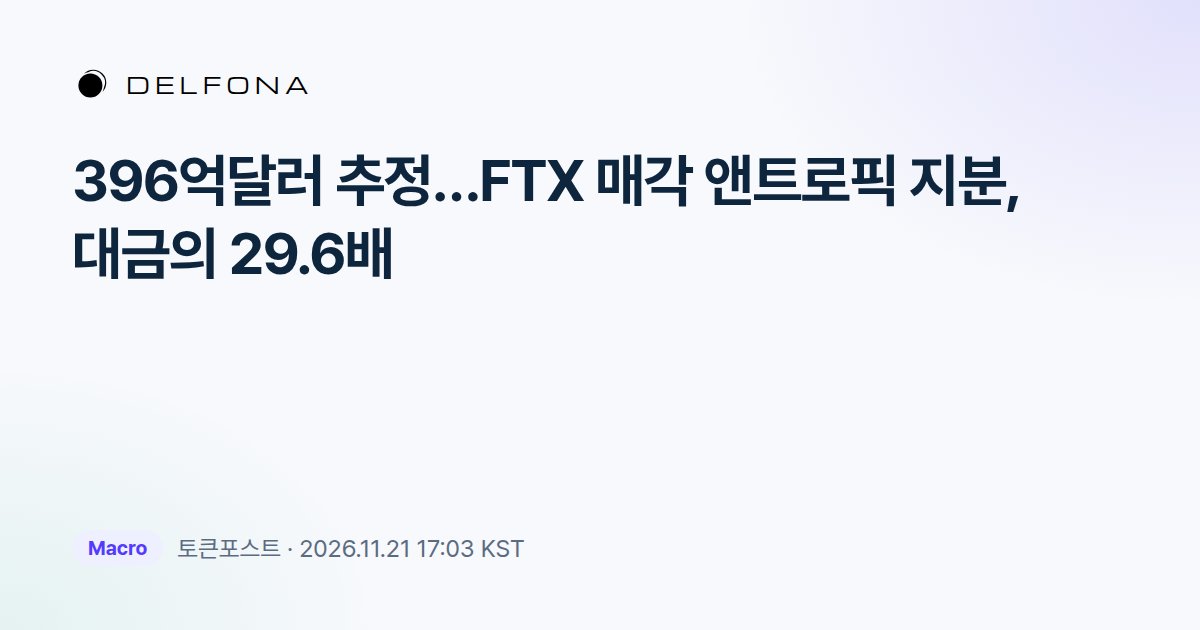 DELFONA
396억달러 추정…FTX 매각 앤트로픽 지분,
대금의 29.6배
Macro 토큰포스트 · 2026.11.21 17:03 KST